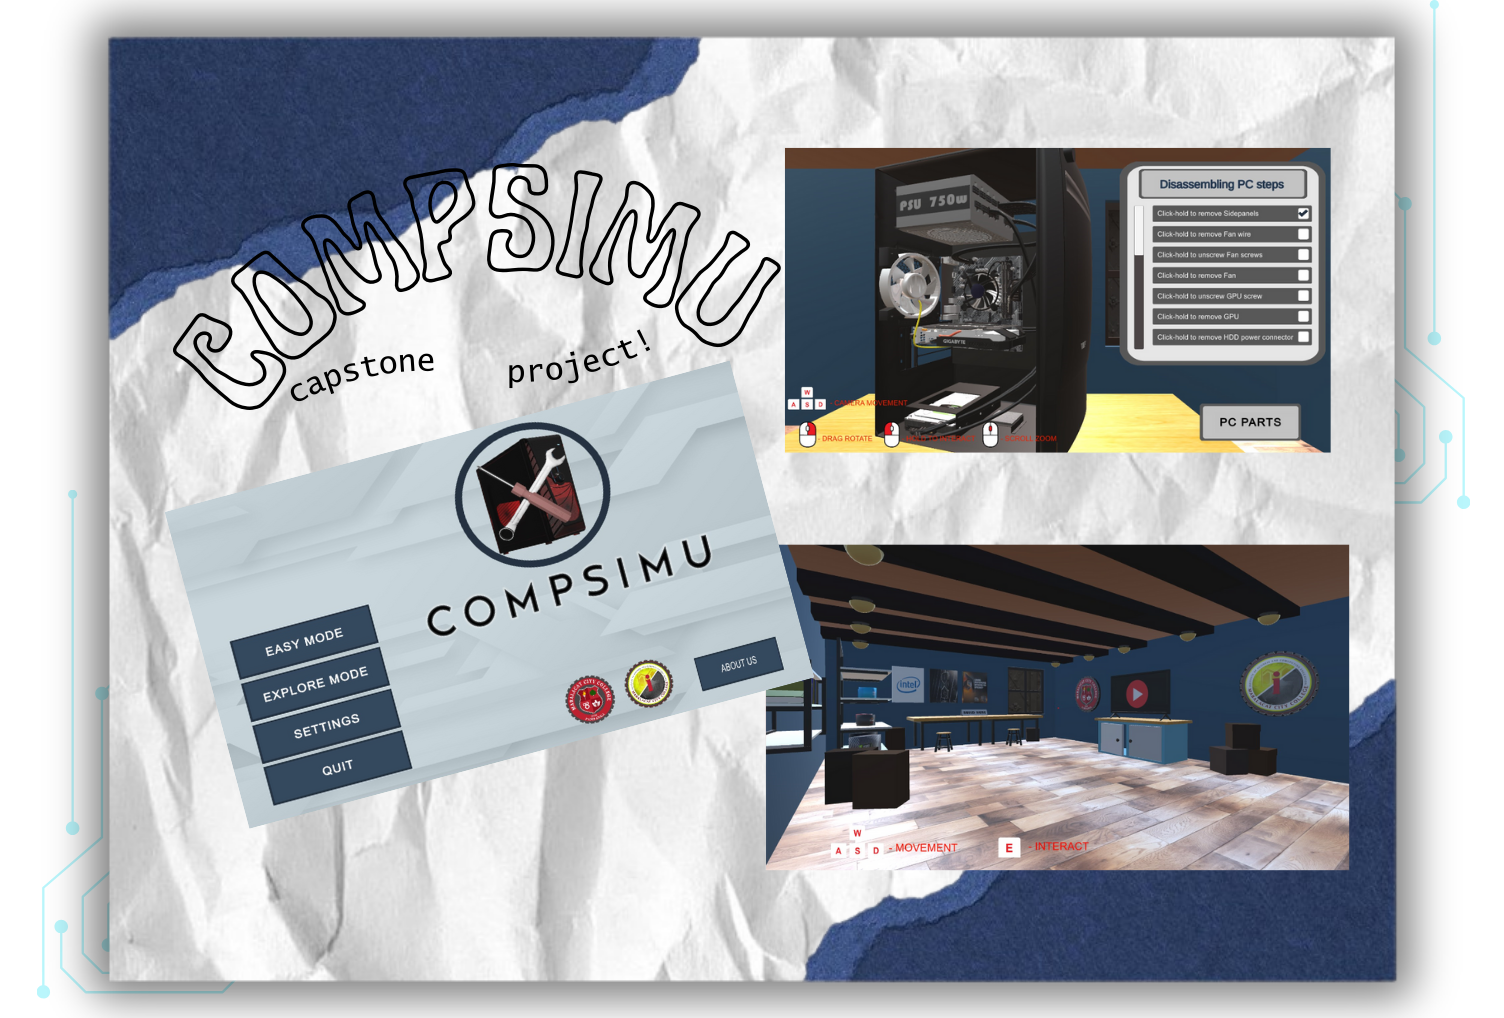 COMPSIMU
capstone project!
COMPSIMU
EASY MODE
EXPLORE MODE
SETTINGS
QUIT
ABOUT US
PSU 750w
GIGABYTE
Disassembling PC steps
Click-hold to remove Sidepanels
Click-hold to remove Fan wire
Click-hold to unscrew Fan screws
Click-hold to remove Fan
Click-hold to unscrew GPU screw
Click-hold to remove GPU
Click-hold to remove HDD power connector
PC PARTS
W
A S D - CAMERA MOVEMENT
- DRAG ROTATE
- SCROLL ZOOM
intel
W
A S D - MOVEMENT
E - INTERACT